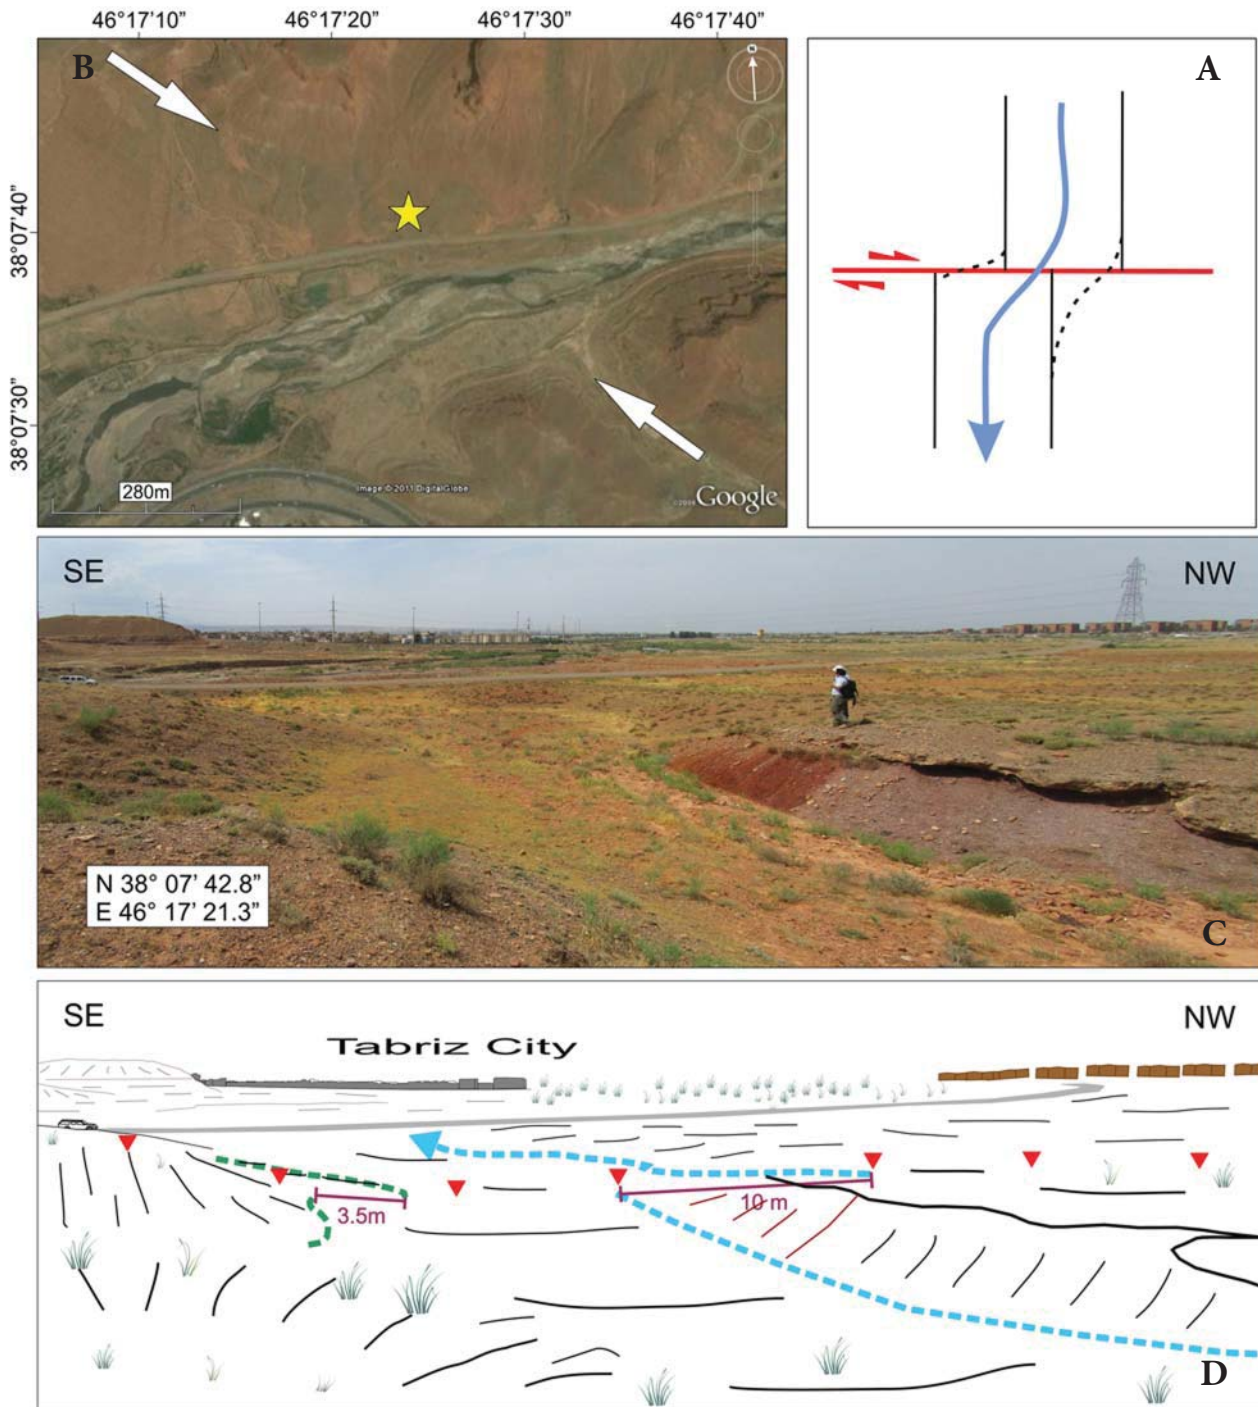 46°17'10” 46°17'20” 46°17'30” 46°17'40”
B
N
A
38°07'40”
38°07'30”
280m
Image © 2011 DigitalGlobe
Google
SE
NW
N 38° 07’ 42.8”
E 46° 17’ 21.3”
C
SE
NW
Tabriz City
3.5m
10 m
D